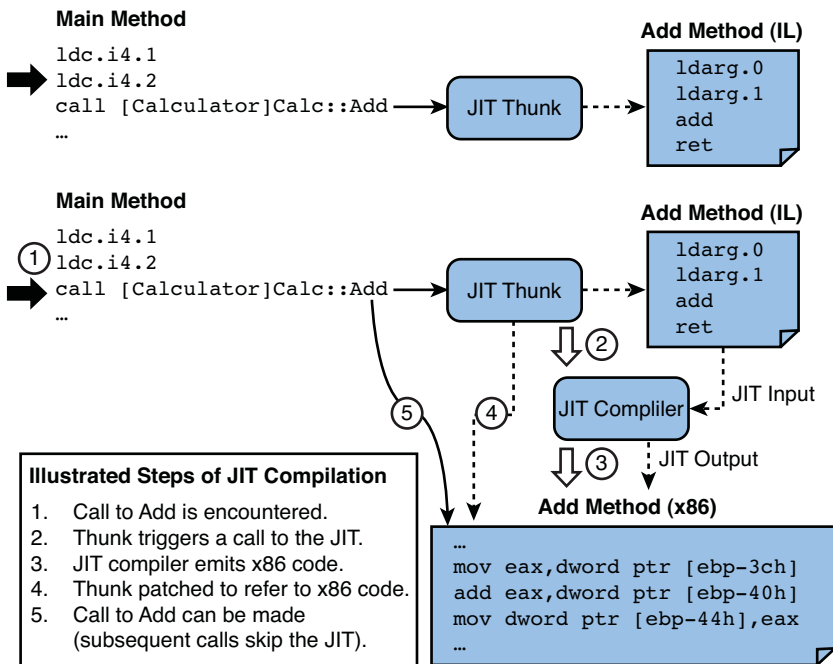 Main Method
ldc.i4.1
ldc.i4.2
call [Calculator]Calc::Add
…
JIT Thunk
Add Method (IL)
ldarg.0
ldarg.1
add
ret
Main Method
1
ldc.i4.1
ldc.i4.2
call [Calculator]Calc::Add
…
JIT Thunk
Add Method (IL)
ldarg.0
ldarg.1
add
ret
2
JIT Input
JIT Compliler
5
4
3
JIT Output
Illustrated Steps of JIT Compilation
1. Call to Add is encountered.
2. Thunk triggers a call to the JIT.
3. JIT compiler emits x86 code.
4. Thunk patched to refer to x86 code.
5. Call to Add can be made
(subsequent calls skip the JIT).
Add Method (x86)
…
mov eax,dword ptr [ebp-3ch]
add eax,dword ptr [ebp-40h]
mov dword ptr [ebp-44h],eax
…